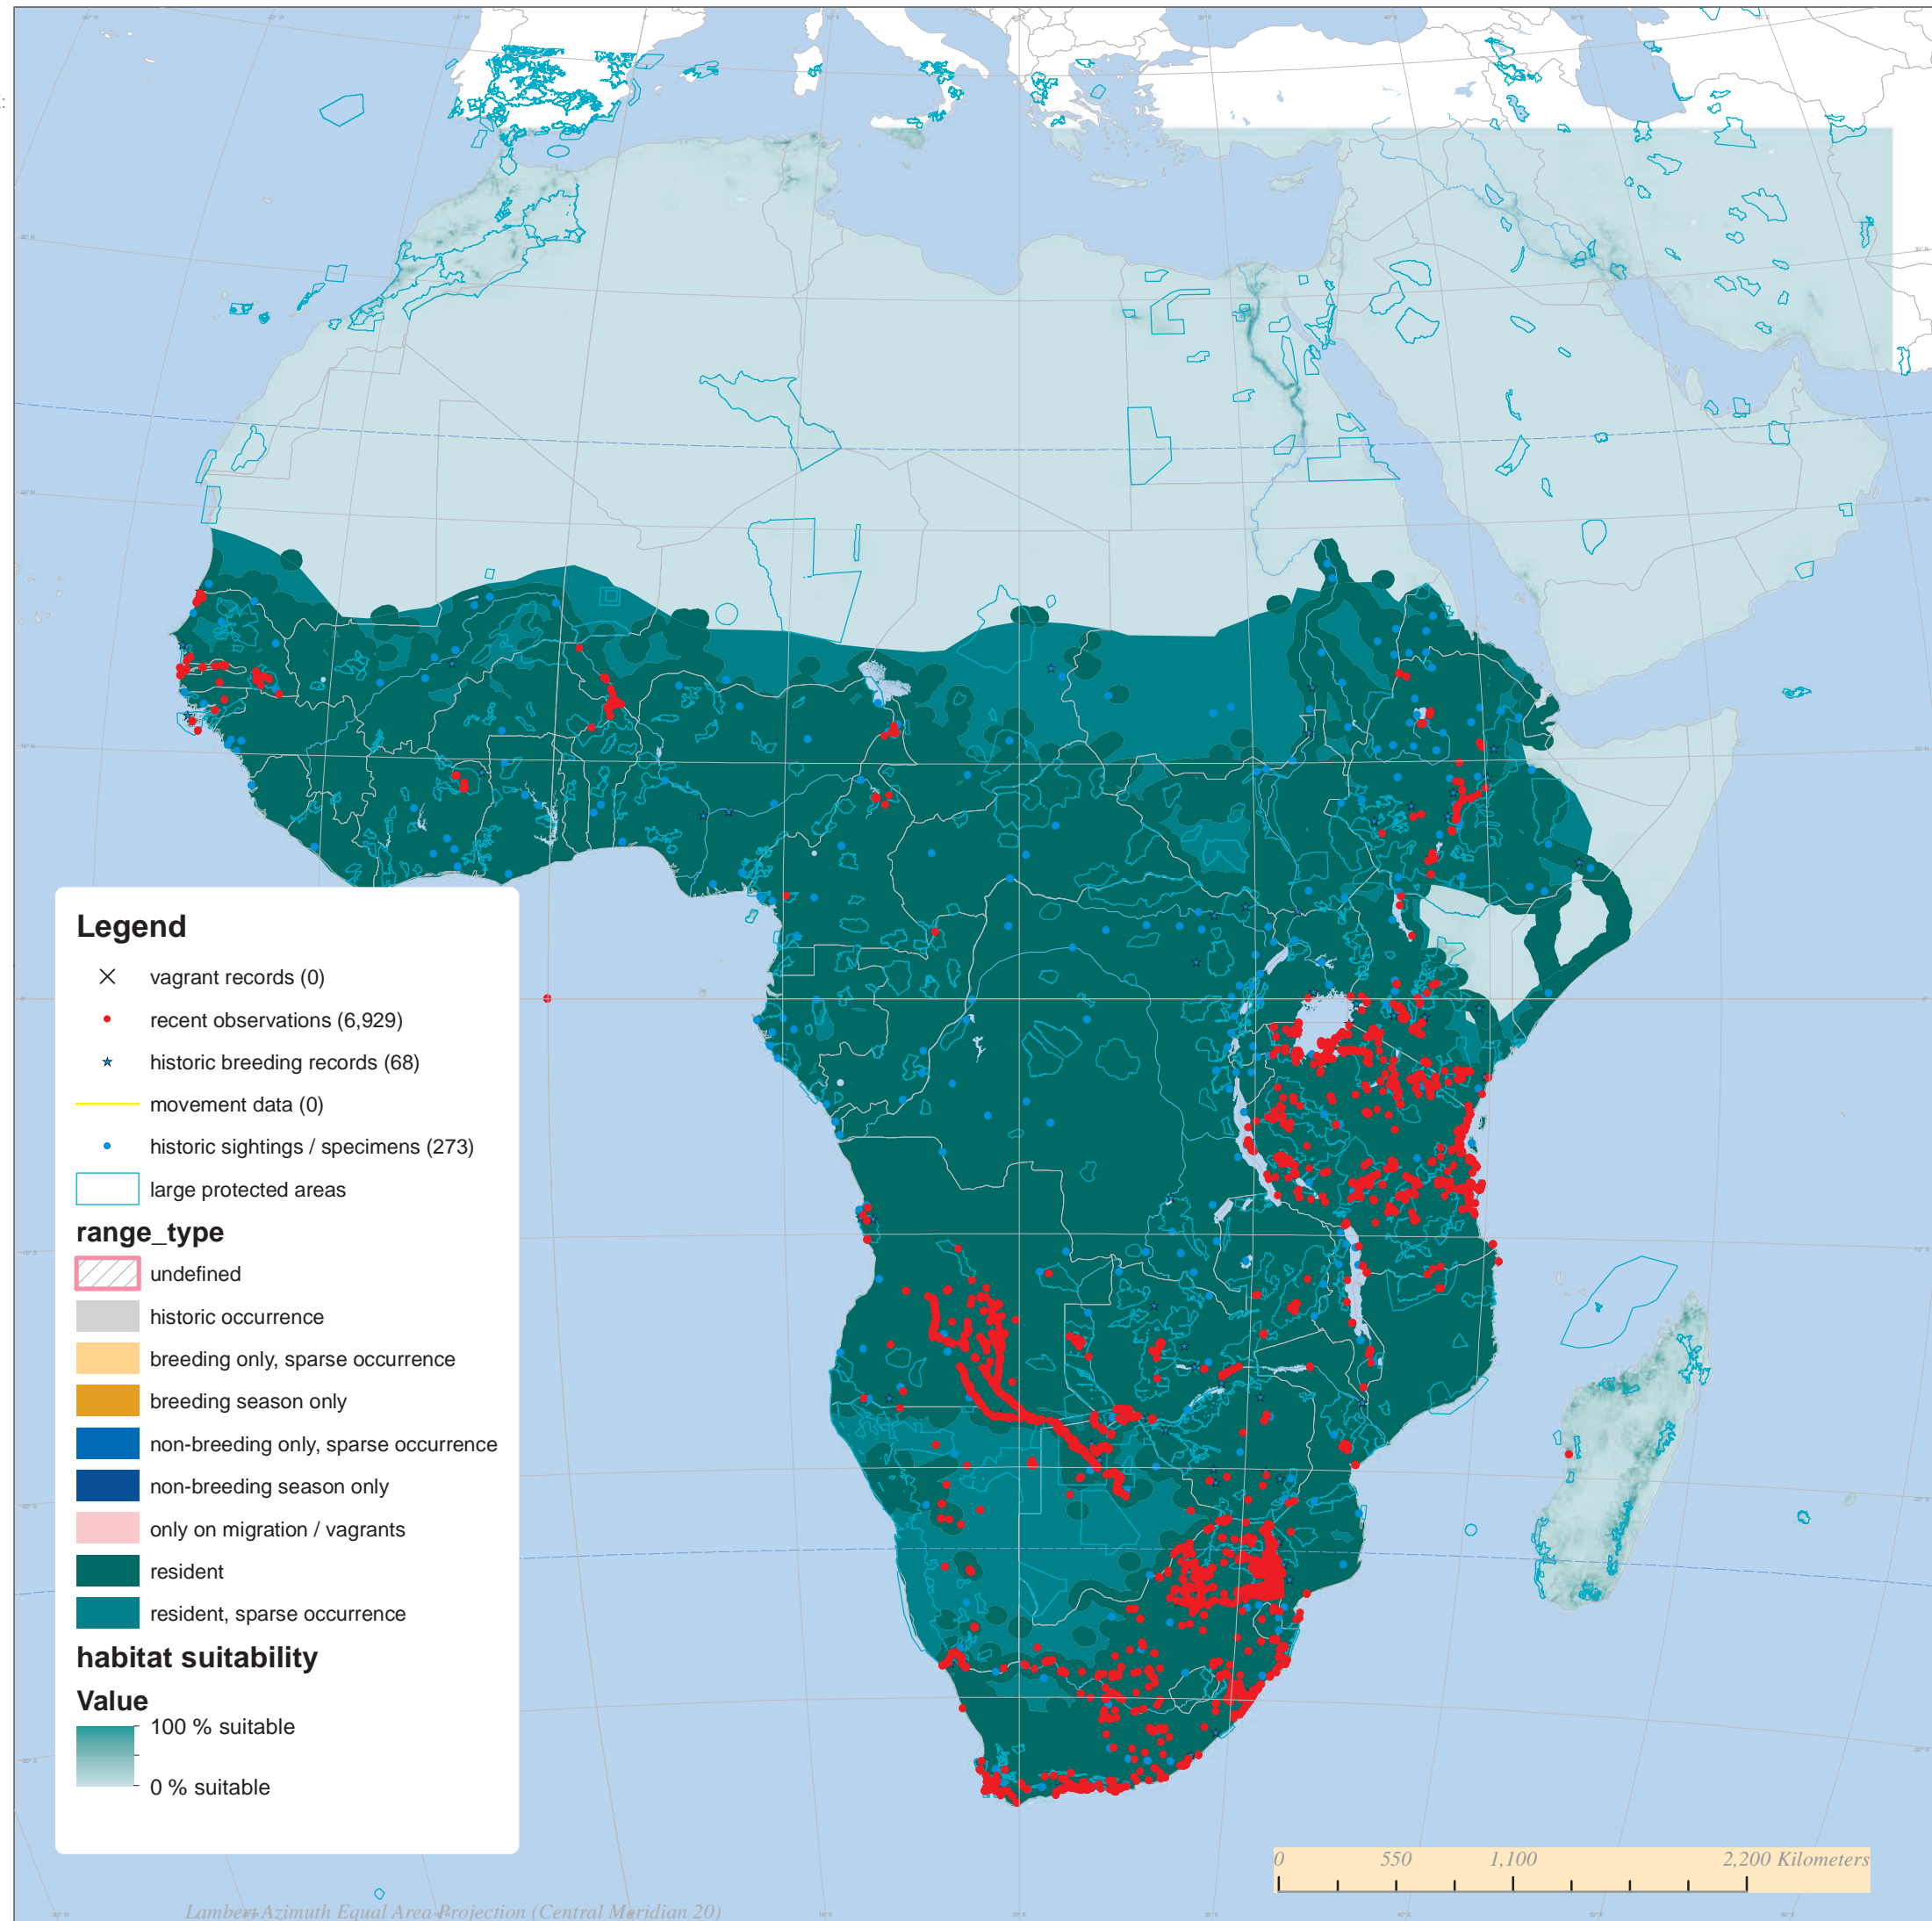 Legend
vagrant records (0)
recent observations (6,929)
historic breeding records (68)
movement data (0)
historic sightings / specimens (273)
large protected areas
range_type
undefined
historic occurrence
breeding only, sparse occurrence
breeding season only
non-breeding only, sparse occurrence
non-breeding season only
only on migration / vagrants
resident
resident, sparse occurrence
habitat suitability
Value
100 % suitable
0 % suitable
0 550 1,100 2,200 Kilometers
Lambert Azimuth Equal Area Projection (Central Meridian 20)